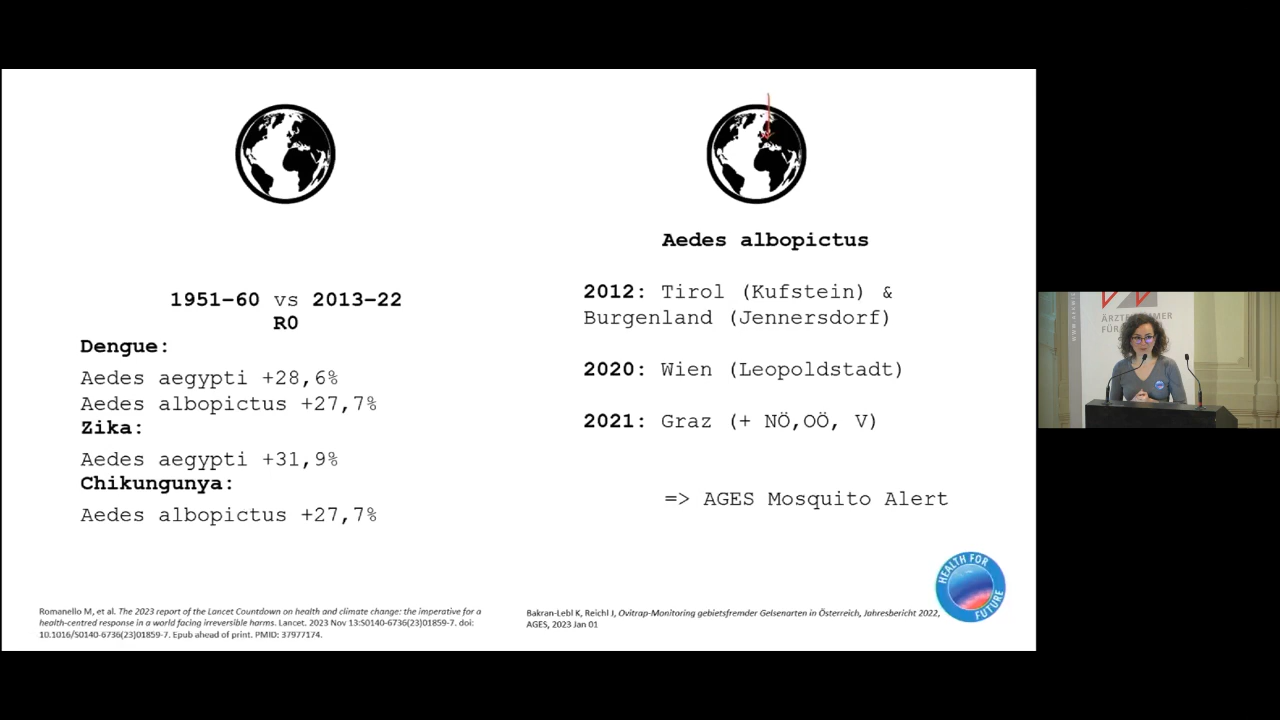 1951–60 vs 2013–22
R0
Dengue:
Aedes aegypti +28,6%
Aedes albopictus +27,7%
Zika:
Aedes aegypti +31,9%
Chikungunya:
Aedes albopictus +27,7%
Romanello M, et al. The 2023 report of the Lancet Countdown on health and climate change: the imperative for a
health-centred response in a world facing irreversible harms. Lancet. 2023 Nov 13:S0140-6736(23)01859-7. doi:
10.1016/S0140-6736(23)01859-7. Epub ahead of print. PMID: 37977174.
Aedes albopictus
2012: Tirol (Kufstein) &
Burgenland (Jennersdorf)
2020: Wien (Leopoldstadt)
2021: Graz (+ NÖ,OÖ, V)
=> AGES Mosquito Alert
Bakran-Lebl K, Reichl J, Ovitrap-Monitoring gebietsfremder Gelsenarten in Österreich, Jahresbericht 2022,
AGES, 2023 Jan 01
HEALTH FOR
FUTURE